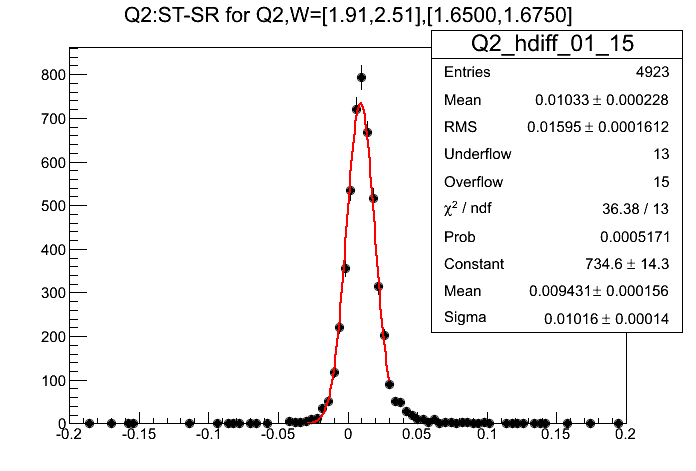 Q2:ST-SR for Q2,W=[1.91,2.51],[1.6500,1.6750]
Q2_hdiff_01_15
Entries 4923
Mean 0.01033 ± 0.000228
RMS 0.01595 ± 0.0001612
Underflow 13
Overflow 15
χ² / ndf 36.38 / 13
Prob 0.0005171
Constant 734.6 ± 14.3
Mean 0.009431 ± 0.000156
Sigma 0.01016 ± 0.00014
800
700
600
500
400
300
200
100
0
-0.2 -0.15 -0.1 -0.05 0 0.05 0.1 0.15 0.2